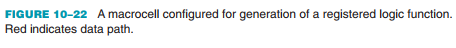 FIGURE 10–22 A macrocell configured for generation of a registered logic function.
Red indicates data path.